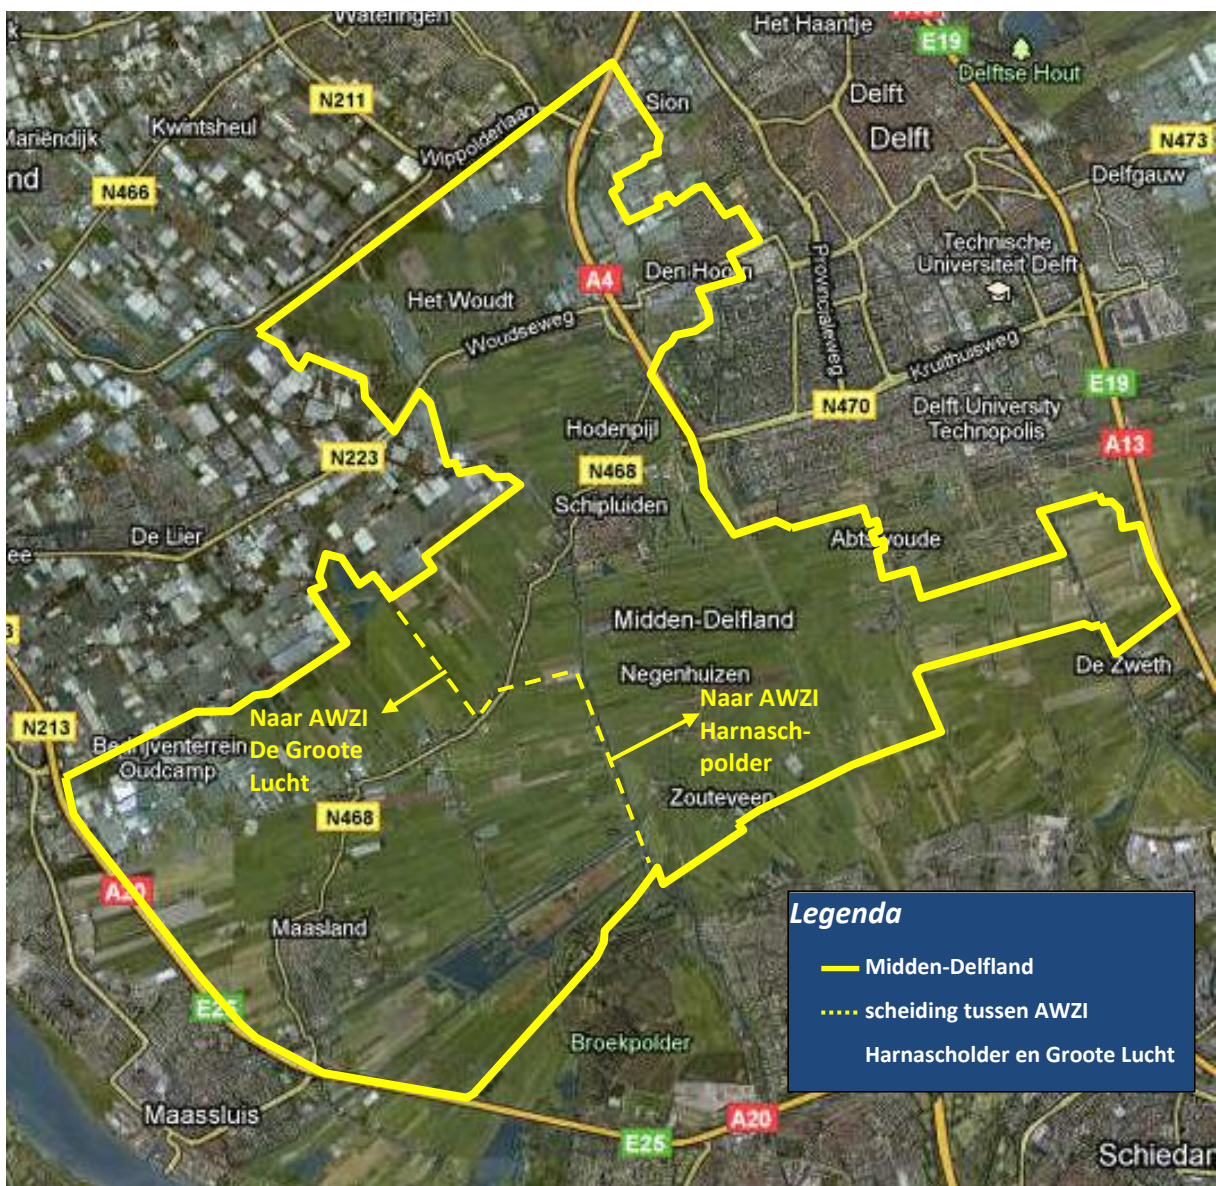 Wateringen
Het Haantje
E19
Delftse Hout
N211
Sion
Delft
Kwintsheul
Mariëndijk
Wippolderlaan
Delft
N473
nd
N466
Delfgauw
Technische
Universiteit Delft
Den Hoorn
A4
Provincialeweg
Het Woudt
Woudseweg
Kruithuisweg
E19
N470
Delft University
Technopolis
Hodenpijl
A13
N223
N468
Schipluiden
De Lier
Abtswoude
ee
Midden-Delfland
Negenhuizen
De Zweth
Naar AWZI
De Groote
Lucht
Naar AWZI
Harnasch-
polder
N213
Bedrijventerrein
Oudcamp
Zouteveen
N468
A20
Legenda
Midden-Delfland
scheiding tussen AWZI
Harnascholder en Groote Lucht
Maasland
E25
Broekpolder
Maassluis
A20
E25
Schiedam